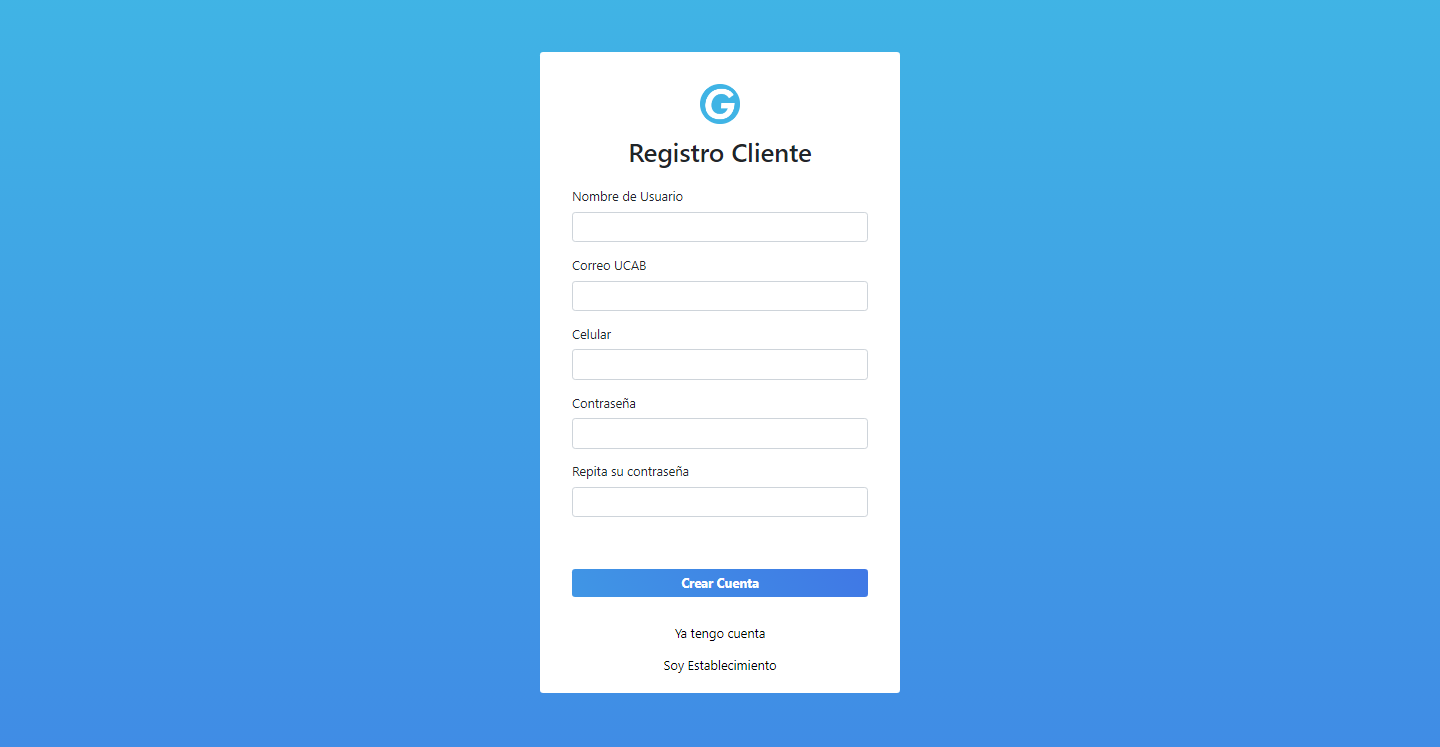 G
Registro Cliente
Nombre de Usuario
Correo UCAB
Celular
Contraseña
Repita su contraseña
Crear Cuenta
Ya tengo cuenta
Soy Establecimiento